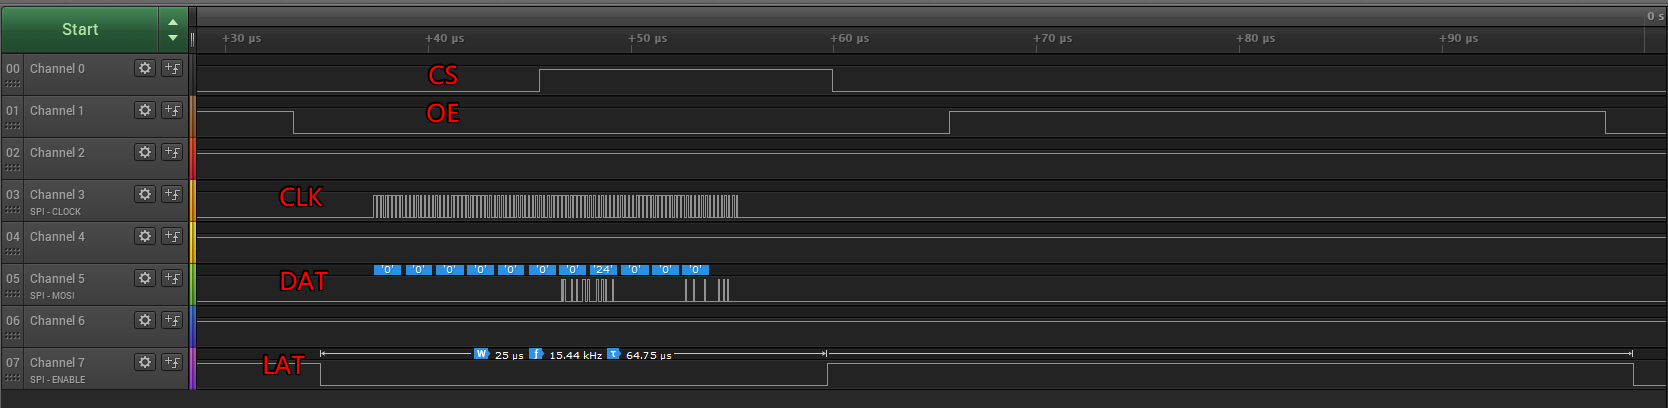 Start
0 s
+30 µs +40 µs +50 µs +60 µs +70 µs +80 µs +90 µs
00 Channel 0 CS
01 Channel 1 OE
02 Channel 2
03 Channel 3 CLK
SPI - CLOCK
04 Channel 4
'0' '0' '0' '0' '0' '0' '0' '24' '0' '0' '0'
05 Channel 5 DAT
SPI - MOSI
06 Channel 6
W 25 µs f 15.44 kHz T 64.75 µs
07 Channel 7 LAT
SPI - ENABLE